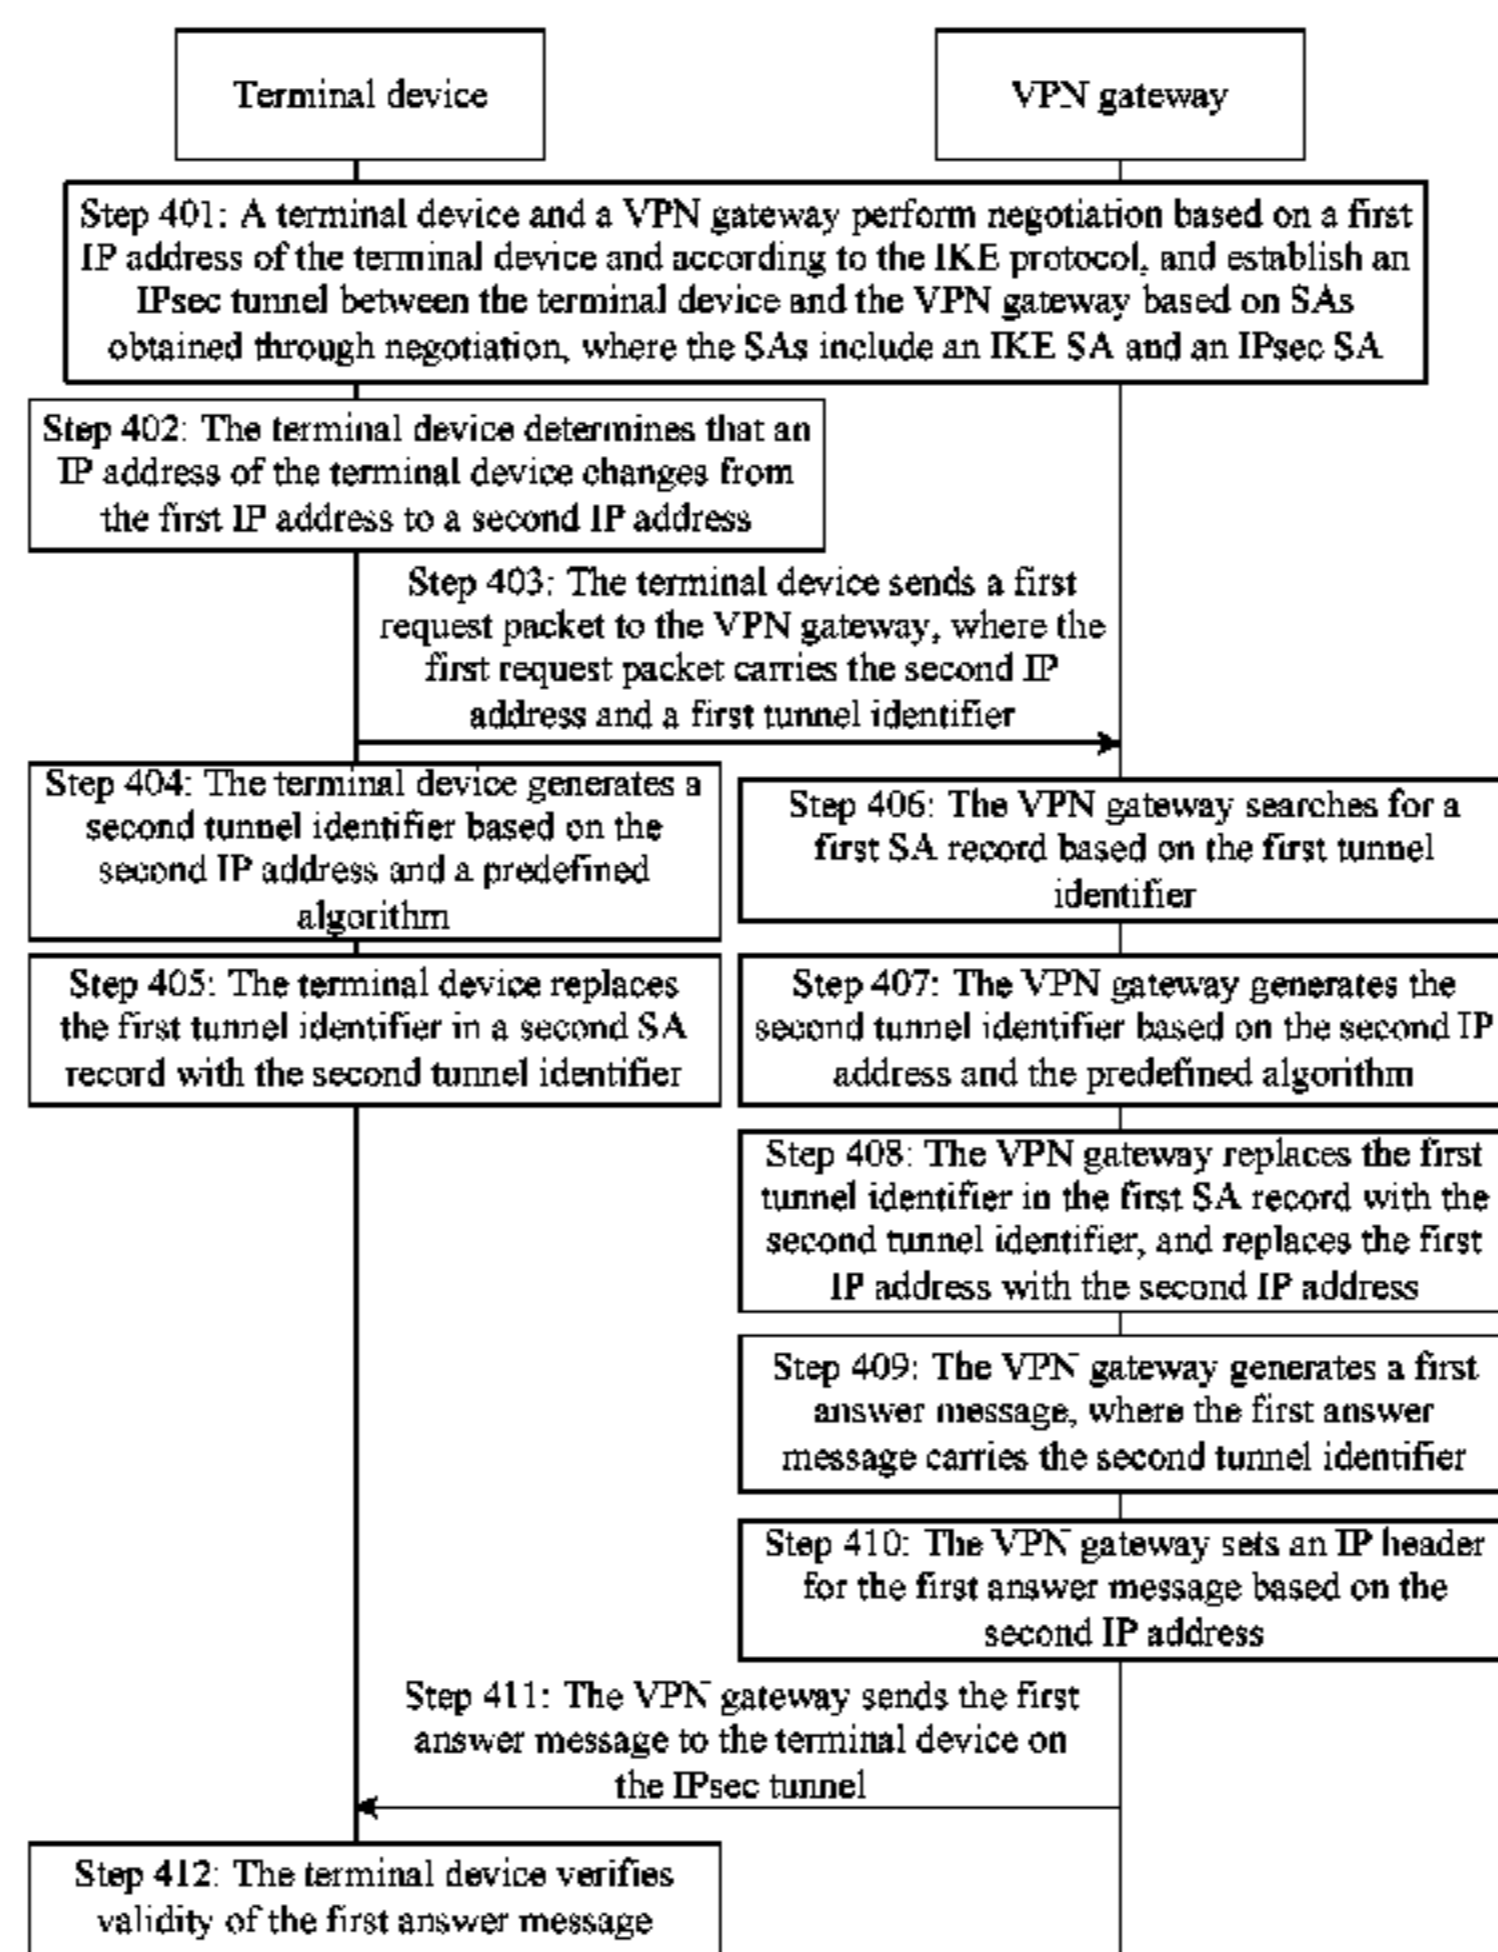 Terminal device
VPN gateway
Step 401: A terminal device and a VPN gateway perform negotiation based on a first
IP address of the terminal device and according to the IKE protocol, and establish an
IPsec tunnel between the terminal device and the VPN gateway based on SAs
obtained through negotiation, where the SAs include an IKE SA and an IPsec SA
Step 402: The terminal device determines that an
IP address of the terminal device changes from
the first IP address to a second IP address
Step 403: The terminal device sends a first
request packet to the VPN gateway, where the
first request packet carries the second IP
address and a first tunnel identifier
Step 404: The terminal device generates a
second tunnel identifier based on the
second IP address and a predefined
algorithm
Step 405: The terminal device replaces
the first tunnel identifier in a second SA
record with the second tunnel identifier
Step 406: The VPN gateway searches for a
first SA record based on the first tunnel
identifier
Step 407: The VPN gateway generates the
second tunnel identifier based on the second IP
address and the predefined algorithm
Step 408: The VPN gateway replaces the first
tunnel identifier in the first SA record with the
second tunnel identifier, and replaces the first
IP address with the second IP address
Step 409: The VPN gateway generates a first
answer message, where the first answer
message carries the second tunnel identifier
Step 410: The VPN gateway sets an IP header
for the first answer message based on the
second IP address
Step 411: The VPN gateway sends the first
answer message to the terminal device on
the IPsec tunnel
Step 412: The terminal device verifies
validity of the first answer message